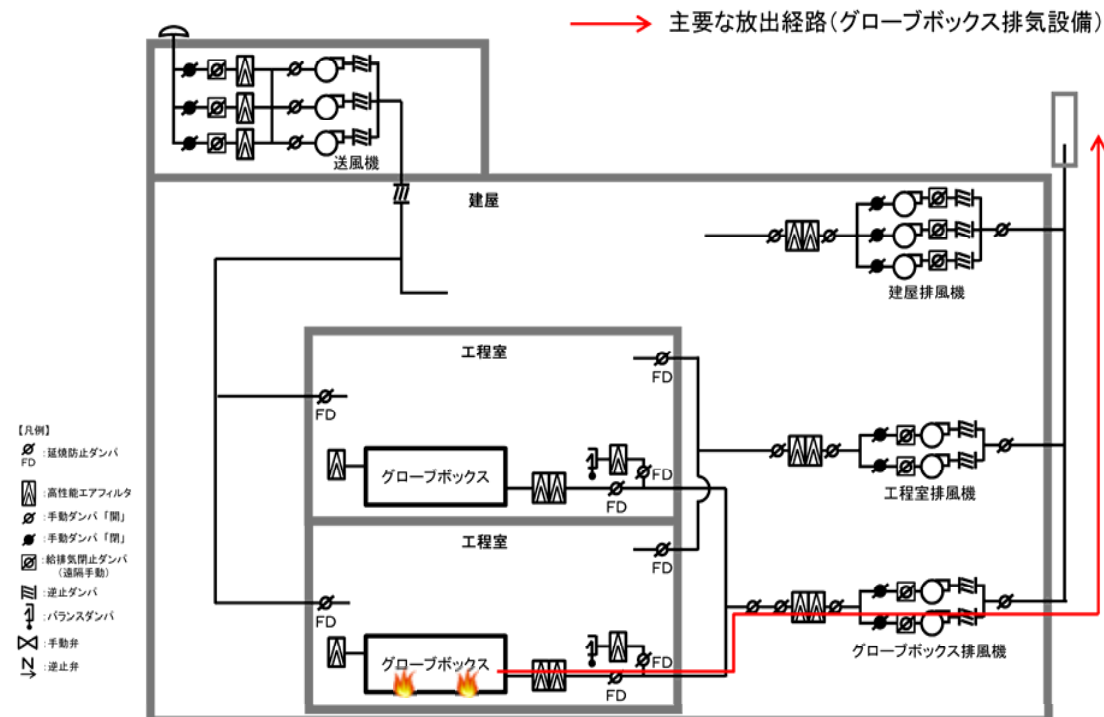 主要な放出経路(グローブボックス排気設備)
送風機
建屋
建屋排風機
工程室
FD
FD
【凡例】
FD
:延焼防止ダンパ
:高性能エアフィルタ
:手動ダンパ「開」
:手動ダンパ「閉」
:給排気閉止ダンパ
(遠隔手動)
:逆止ダンパ
:バランスダンパ
:手動弁
:逆止弁
グローブボックス
FD
FD
工程室排風機
工程室
FD
FD
グローブボックス
FD
FD
グローブボックス排風機